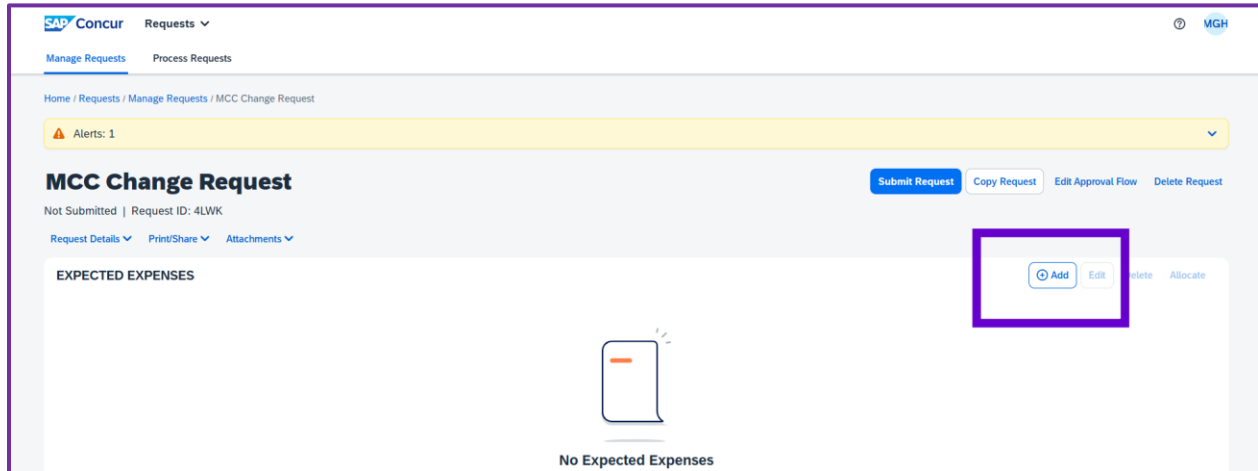 SAP Concur Requests
MGH
Manage Requests Process Requests
Home / Requests / Manage Requests / MCC Change Request
Alerts: 1
MCC Change Request
Submit Request Copy Request Edit Approval Flow Delete Request
Not Submitted | Request ID: 4LWK
Request Details Print/Share Attachments
EXPECTED EXPENSES
Add Edit elete Allocate
No Expected Expenses